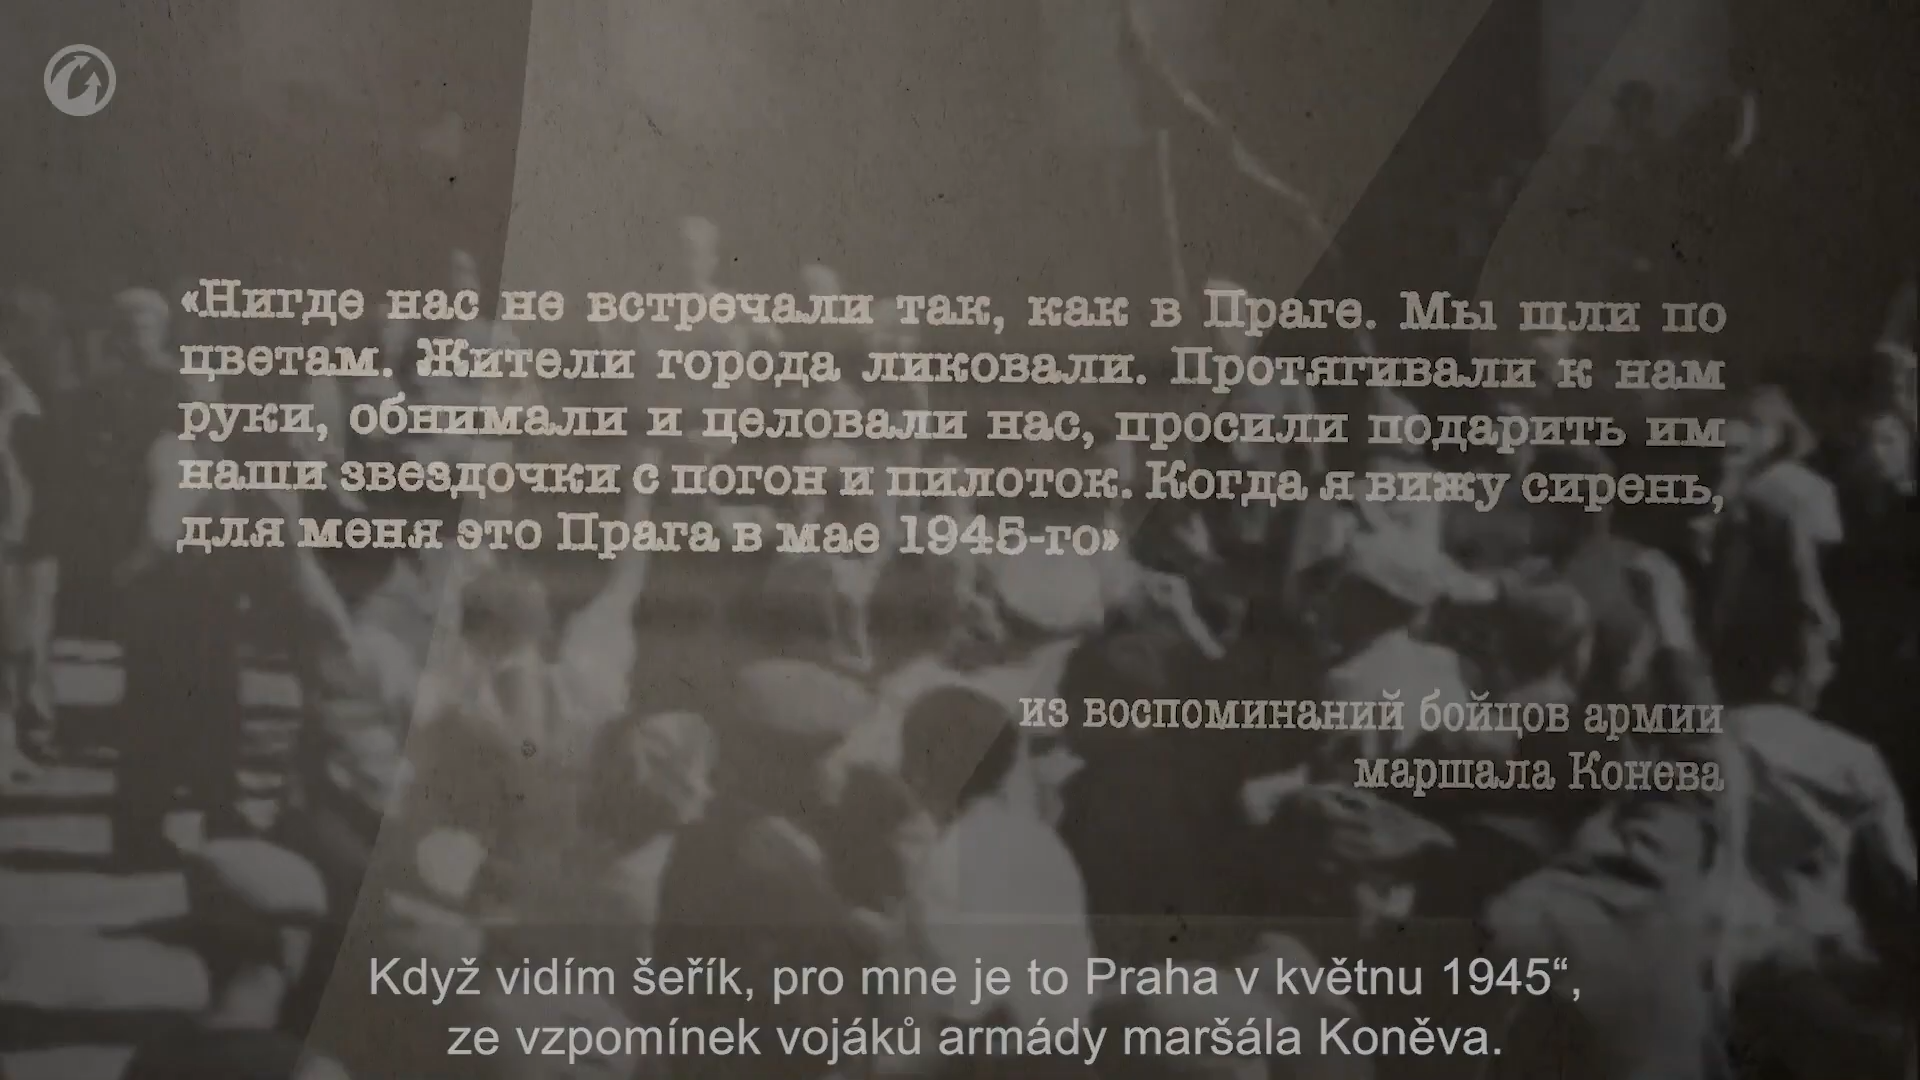 «Нигде нас не встречали так, как в Праге. Мы шли по
цветам. Жители города ликовали. Протягивали к нам
руки, обнимали и целовали нас, просили подарить им
наши звездочки с погон и пилоток. Когда я вижу сирень,
для меня это Прага в мае 1945-го»
из воспоминаний бойцов армии
маршала Конева
Když vidím šeřík, pro mne je to Praha v květnu 1945“,
ze vzpomínek vojáků armády maršála Koněva.